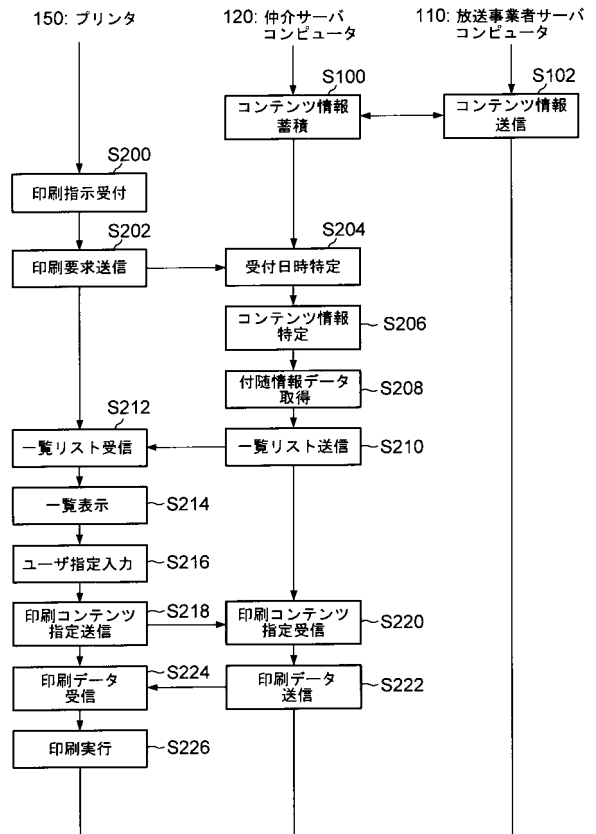 150: プリンタ
120: 仲介サーバ
コンピュータ
110: 放送事業者サーバ
コンピュータ
S100
コンテンツ情報
蓄積
S102
コンテンツ情報
送信
S200
印刷指示受付
S202
印刷要求送信
S204
受付日時特定
コンテンツ情報
特定
S206
付随情報データ
取得
S208
S212
一覧リスト受信
一覧リスト送信
S210
一覧表示
S214
ユーザ指定入力
S216
印刷コンテンツ
指定送信
S218
印刷コンテンツ
指定受信
S220
印刷データ
受信
S224
印刷データ
送信
S222
印刷実行
S226